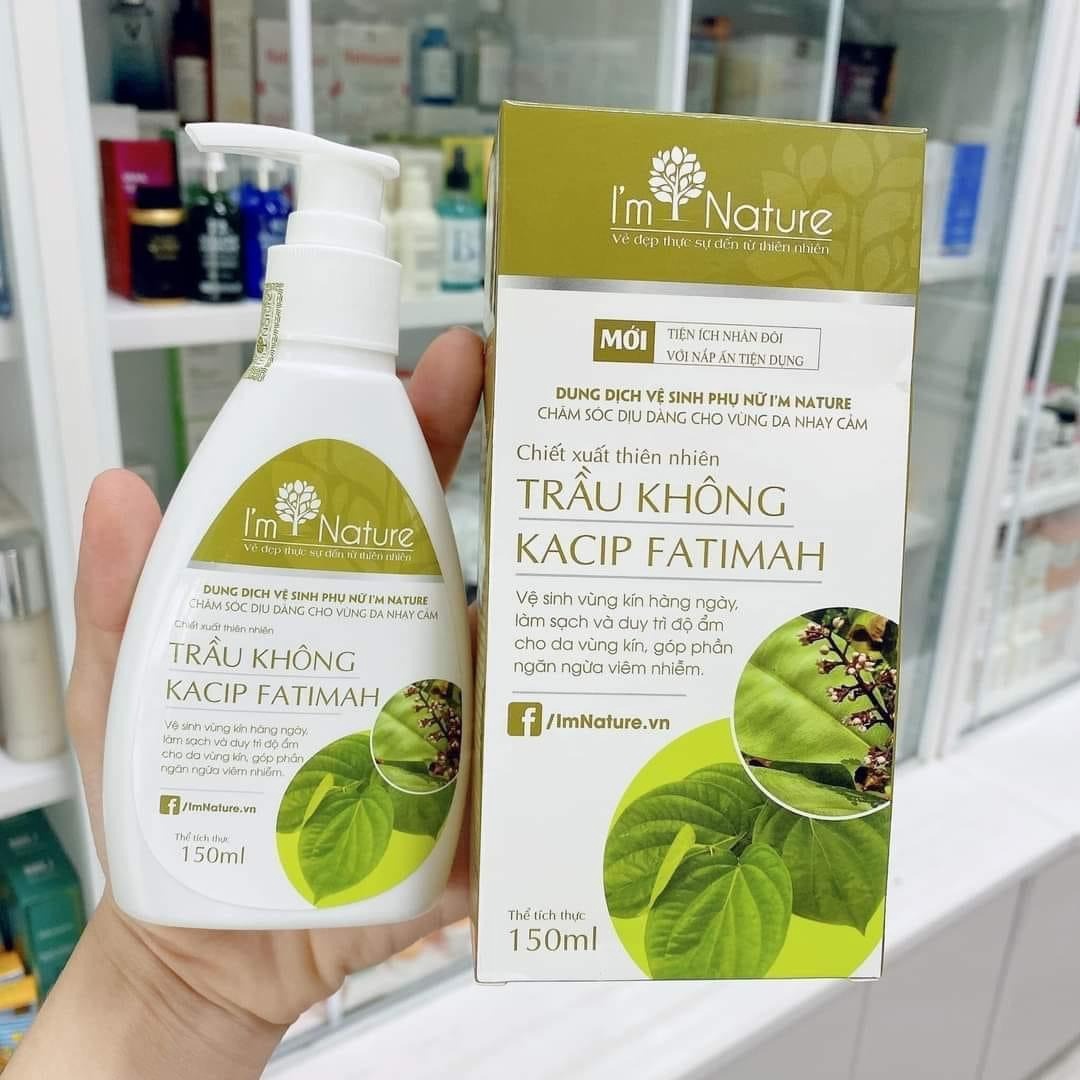 I'm Nature
Vẻ đẹp thực sự đến từ thiên nhiên
DUNG DỊCH VỆ SINH PHỤ NỮ I'M NATURE
CHĂM SÓC DỊU DÀNG CHO VÙNG DA NHẠY CẢM
Chiết xuất thiên nhiên
TRẦU KHÔNG
KACIP FATIMAH
Vệ sinh vùng kín hàng ngày,
làm sạch và duy trì độ ẩm
cho da vùng kín, góp phần
ngăn ngừa viêm nhiễm.
f/ImNature.vn
Thể tích thực
150ml
I'm Nature
Vẻ đẹp thực sự đến từ thiên nhiên
MỚI
TIỆN ÍCH NHÂN ĐÔI
VỚI NẮP ẤN TIỆN DỤNG
DUNG DỊCH VỆ SINH PHỤ NỮ I'M NATURE
CHĂM SÓC DỊU DÀNG CHO VÙNG DA NHẠY CẢM
Chiết xuất thiên nhiên
TRẦU KHÔNG
KACIP FATIMAH
Vệ sinh vùng kín hàng ngày,
làm sạch và duy trì độ ẩm
cho da vùng kín, góp phần
ngăn ngừa viêm nhiễm.
f/ImNature.vn
Thể tích thực
150ml